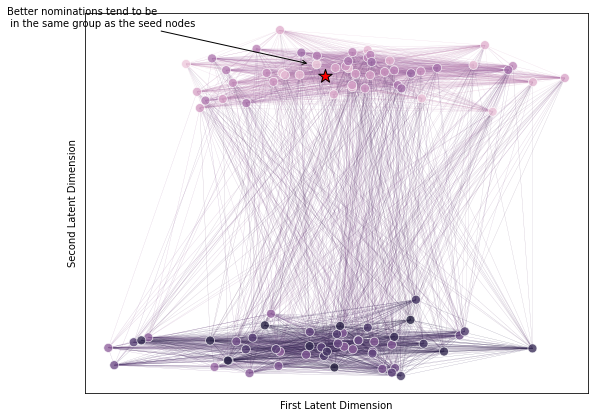 Better nominations tend to be
in the same group as the seed nodes
Second Latent Dimension
First Latent Dimension